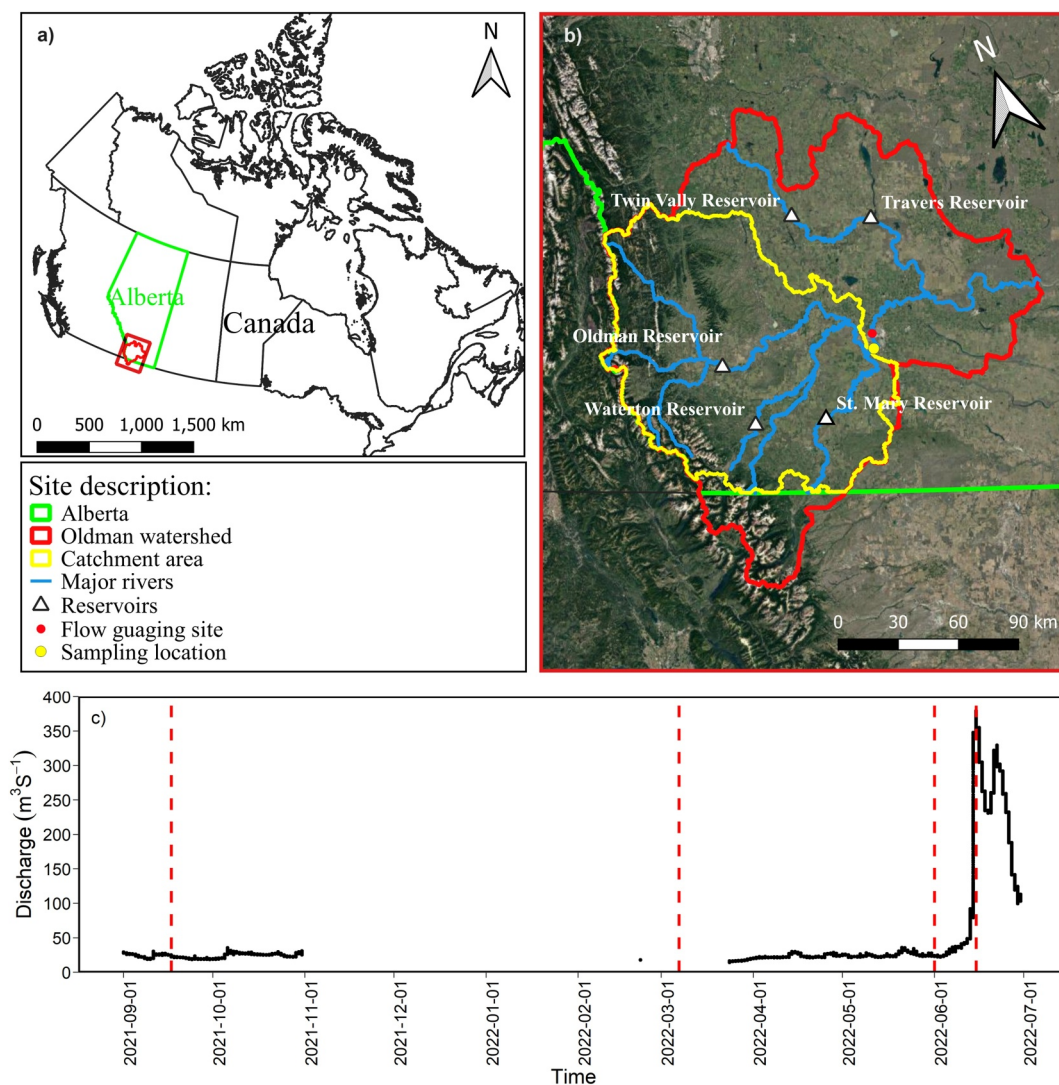 a)
N
Alberta
Canada
0 500 1,000 1,500 km
Site description:
Alberta
Oldman watershed
Catchment area
Major rivers
Reservoirs
Flow guaging site
Sampling location
b)
N
Twin Vally Reservoir
Travers Reservoir
Oldman Reservoir
Waterton Reservoir
St. Mary Reservoir
0 30 60 90 km
c)
Discharge (m³S⁻¹)
400
350
300
250
200
150
100
50
0
2021-09-01
2021-10-01
2021-11-01
2021-12-01
2022-01-01
2022-02-01
2022-03-01
2022-04-01
2022-05-01
2022-06-01
2022-07-01
Time